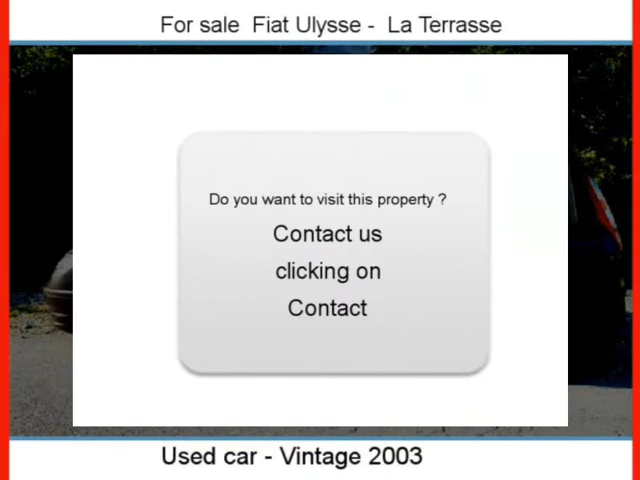 For sale  Fiat Ulysse -  La Terrasse
Do you want to visit this property ?
Contact us
clicking on
Contact
Used car - Vintage 2003